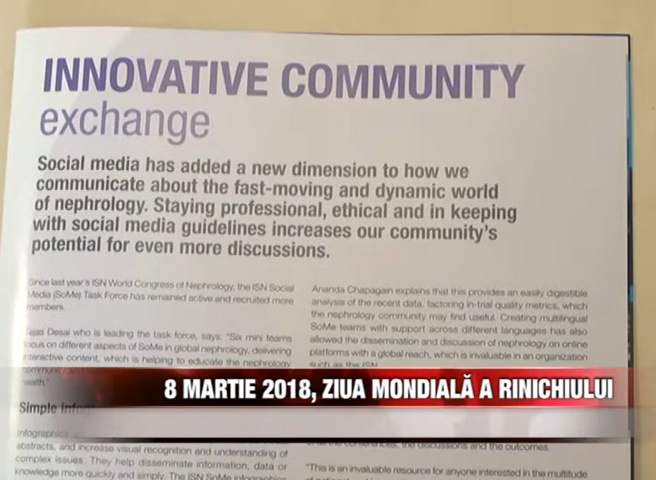 INNOVATIVE COMMUNITY
exchange
Social media has added a new dimension to how we
communicate about the fast-moving and dynamic world
of nephrology. Staying professional, ethical and in keeping
with social media guidelines increases our community's
potential for even more discussions.
Since last year's ISN World Congress of Nephrology, the ISN Social
Media (SoMe) Task Force has remained active and recruited more
members.
Desai who is leading the task force, says: "Six mini teams
focus on different aspects of SoMe in global nephrology, delivering
interactive content, which is helping to educate the nephrology
community
health."
Simple
Infographics
abstracts, and increase visual recognition and understanding of
complex issues. They help disseminate information, data or
knowledge more quickly and simply. The ISN SoMe infographics
Ananda Chapagain explains that this provides an easily digestible
analysis of the recent data, factoring in trial quality metrics, which
the nephrology community may find useful. Creating multilingual
SoMe teams with support across different languages has also
allowed the dissemination and discussion of nephrology on online
platforms with a global reach, which is invaluable in an organization
such as the ISN.
the conferences, the discussions and the outcomes.
"This is an invaluable resource for anyone interested in the multitude
8 MARTIE 2018, ZIUA MONDIALĂ A RINICHIULUI